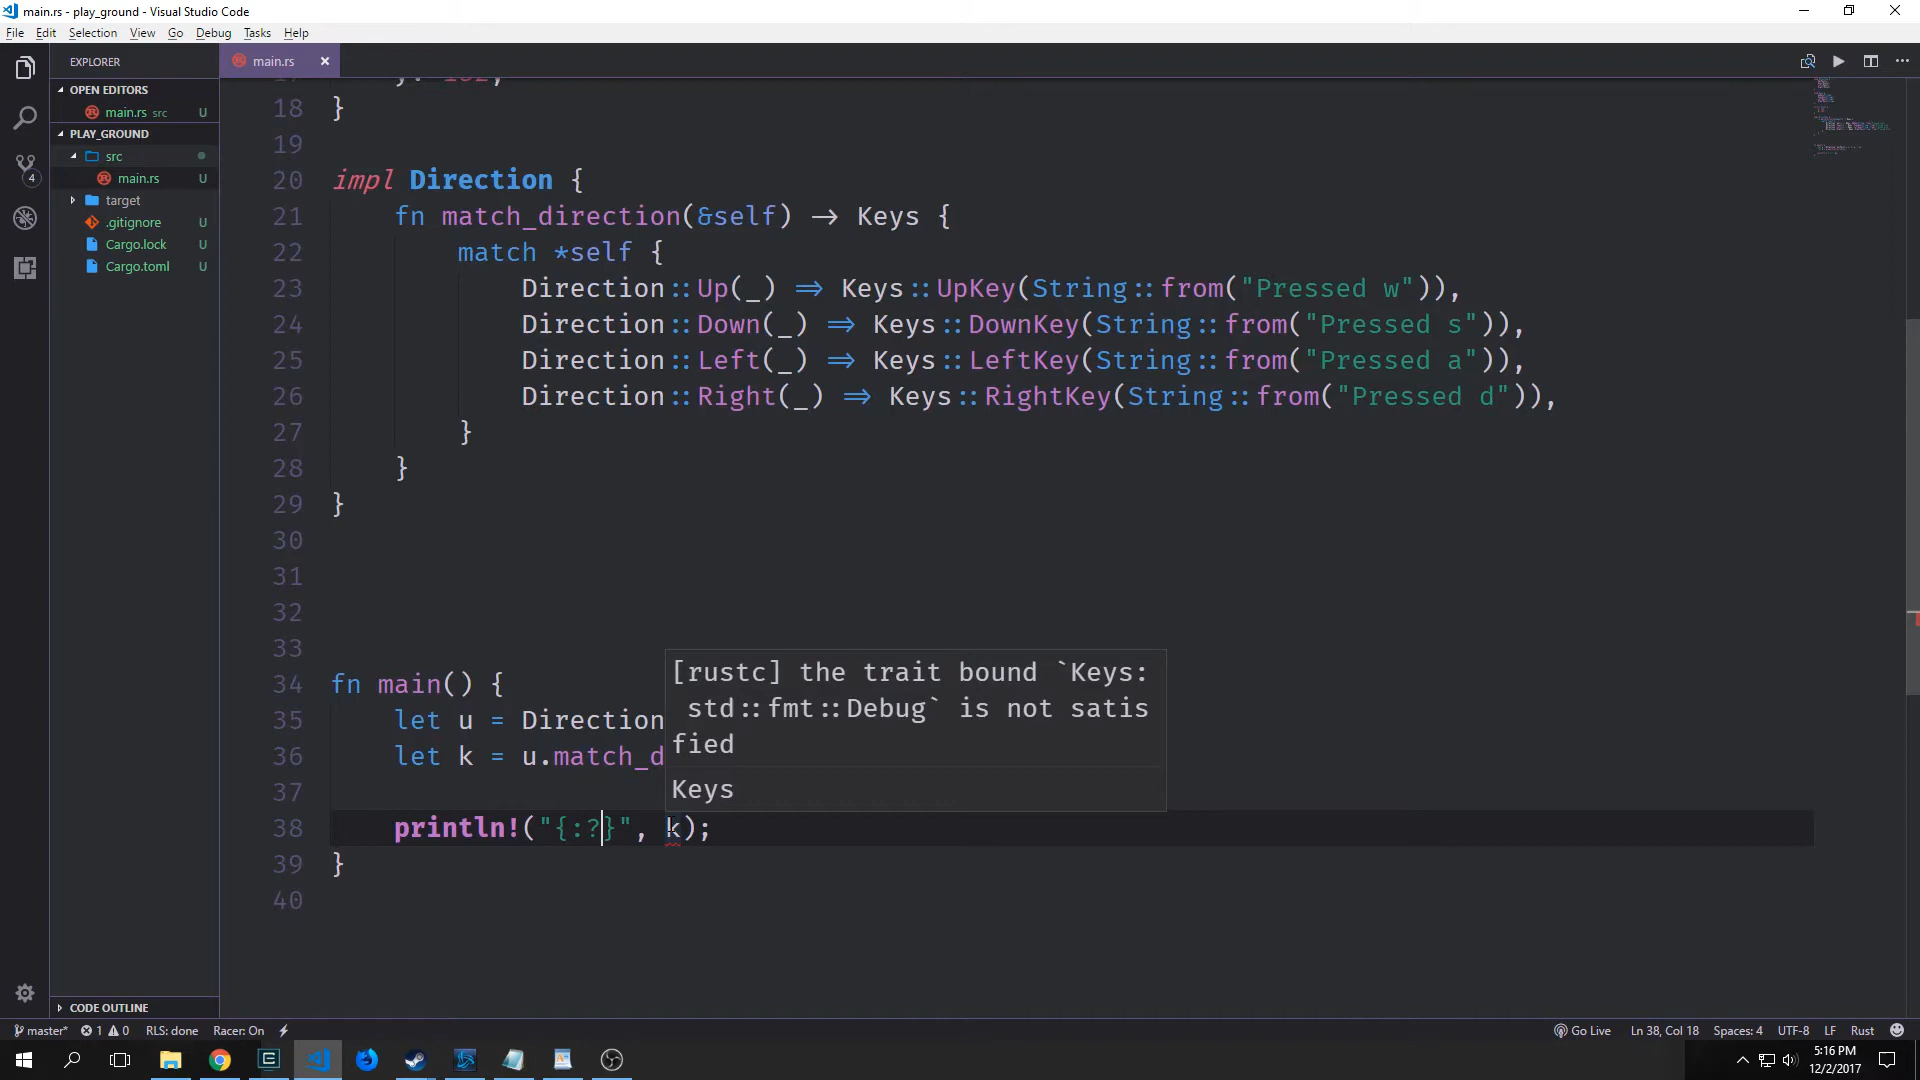 main.rs - play_ground - Visual Studio Code
File Edit Selection View Go Debug Tasks Help
EXPLORER
main.rs
OPEN EDITORS
main.rs src U
PLAY_GROUND
src
main.rs U
target
.gitignore U
Cargo.lock U
Cargo.toml U
4
18 }
19
20 impl Direction {
21 fn match_direction(&self) -> Keys {
22 match *self {
23 Direction::Up(_) => Keys::UpKey(String::from("Pressed w")),
24 Direction::Down(_) => Keys::DownKey(String::from("Pressed s")),
25 Direction::Left(_) => Keys::LeftKey(String::from("Pressed a")),
26 Direction::Right(_) => Keys::RightKey(String::from("Pressed d")),
27 }
28 }
29 }
30
31
32
33
[rustc] the trait bound `Keys:
std::fmt::Debug` is not satis
fied
Keys
34 fn main() {
35 let u = Direction
36 let k = u.match_d
37
38 println!("{:?}", k);
39 }
40
CODE OUTLINE
master* 1 0 RLS: done Racer: On Go Live Ln 38, Col 18 Spaces: 4 UTF-8 LF Rust
5:16 PM
12/2/2017